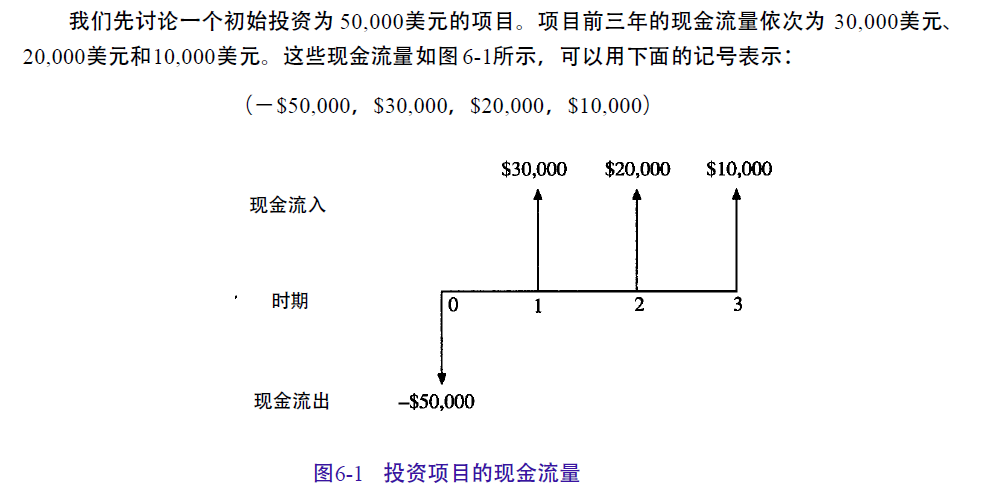 我们先讨论一个初始投资为 50,000美元的项目。项目前三年的现金流量依次为 30,000美元、
20,000美元和10,000美元。这些现金流量如图6-1所示，可以用下面的记号表示：
（－$50,000，$30,000，$20,000，$10,000）
$30,000 $20,000 $10,000
现金流入
时期 0 1 2 3
现金流出 –$50,000
图6-1 投资项目的现金流量